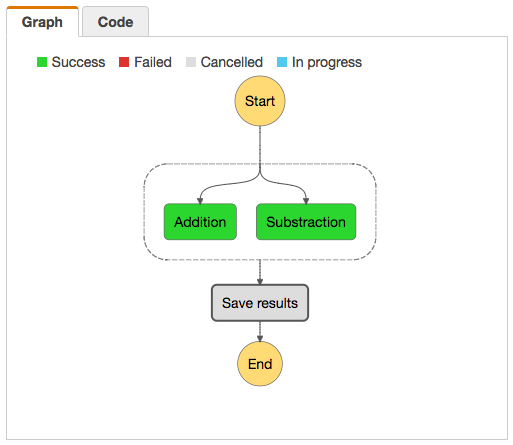 Graph Code
Success Failed Cancelled In progress
Start
Addition Substraction
Save results
End